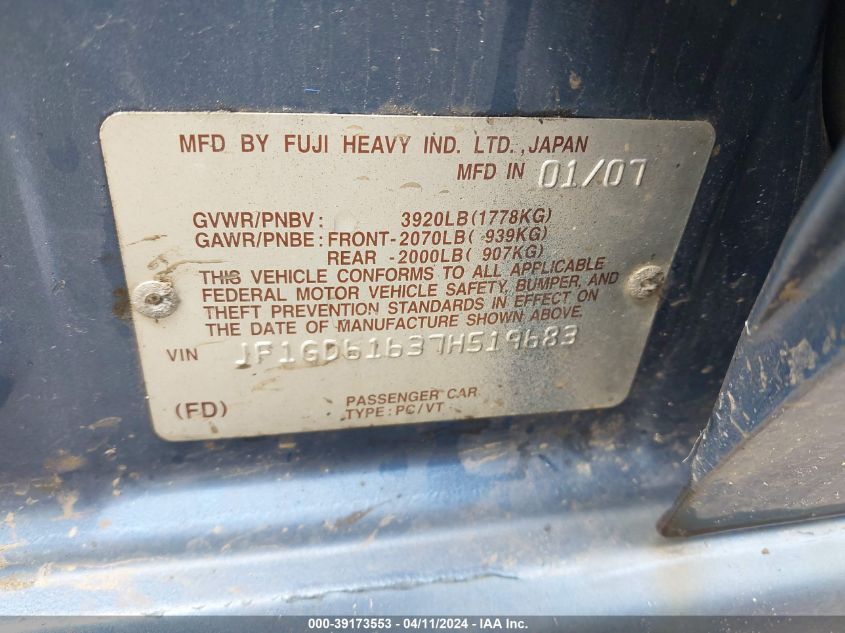 MFD BY FUJI HEAVY IND. LTD., JAPAN
MFD IN 01/07
GVWR/PNBV: 3920LB(1778KG)
GAWR/PNBE: FRONT-2070LB( 939KG)
REAR -2000LB( 907KG)
THIS VEHICLE CONFORMS TO ALL APPLICABLE
FEDERAL MOTOR VEHICLE SAFETY, BUMPER, AND
THEFT PREVENTION STANDARDS IN EFFECT ON
THE DATE OF MANUFACTURE SHOWN ABOVE.
VIN JF1GD61637H519683
(FD) PASSENGER CAR
TYPE: PC/VT
000-39173553 - 04/11/2024 - IAA Inc.